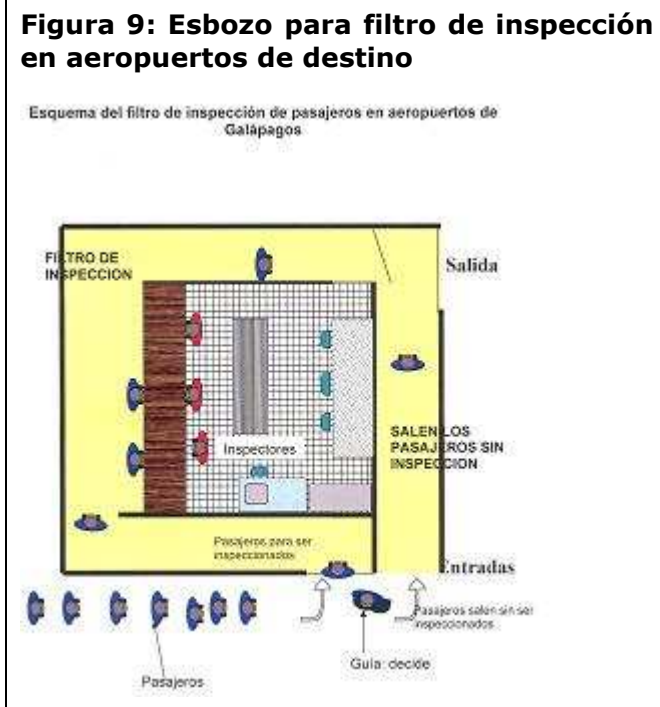 Figura 9: Esbozo para filtro de inspección
en aeropuertos de destino
Esquema del filtro de inspección de pasajeros en aeropuertos de
Galápagos
FILTRO DE
INSPECCION
Salida
SALEN LOS
PASAJEROS SIN
INSPECCION
Inspectores
Pasajeros para ser
inspeccionados
Entradas
Pasajeros salen sin ser
inspeccionados
Guía: decide
Pasajeros